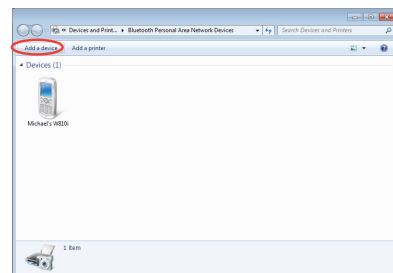 « Devices and Print... ▸ Bluetooth Personal Area Network Devices
Search Devices and Printers
Add a device
Add a printer
Devices (1)
Michael's W810i
1 item